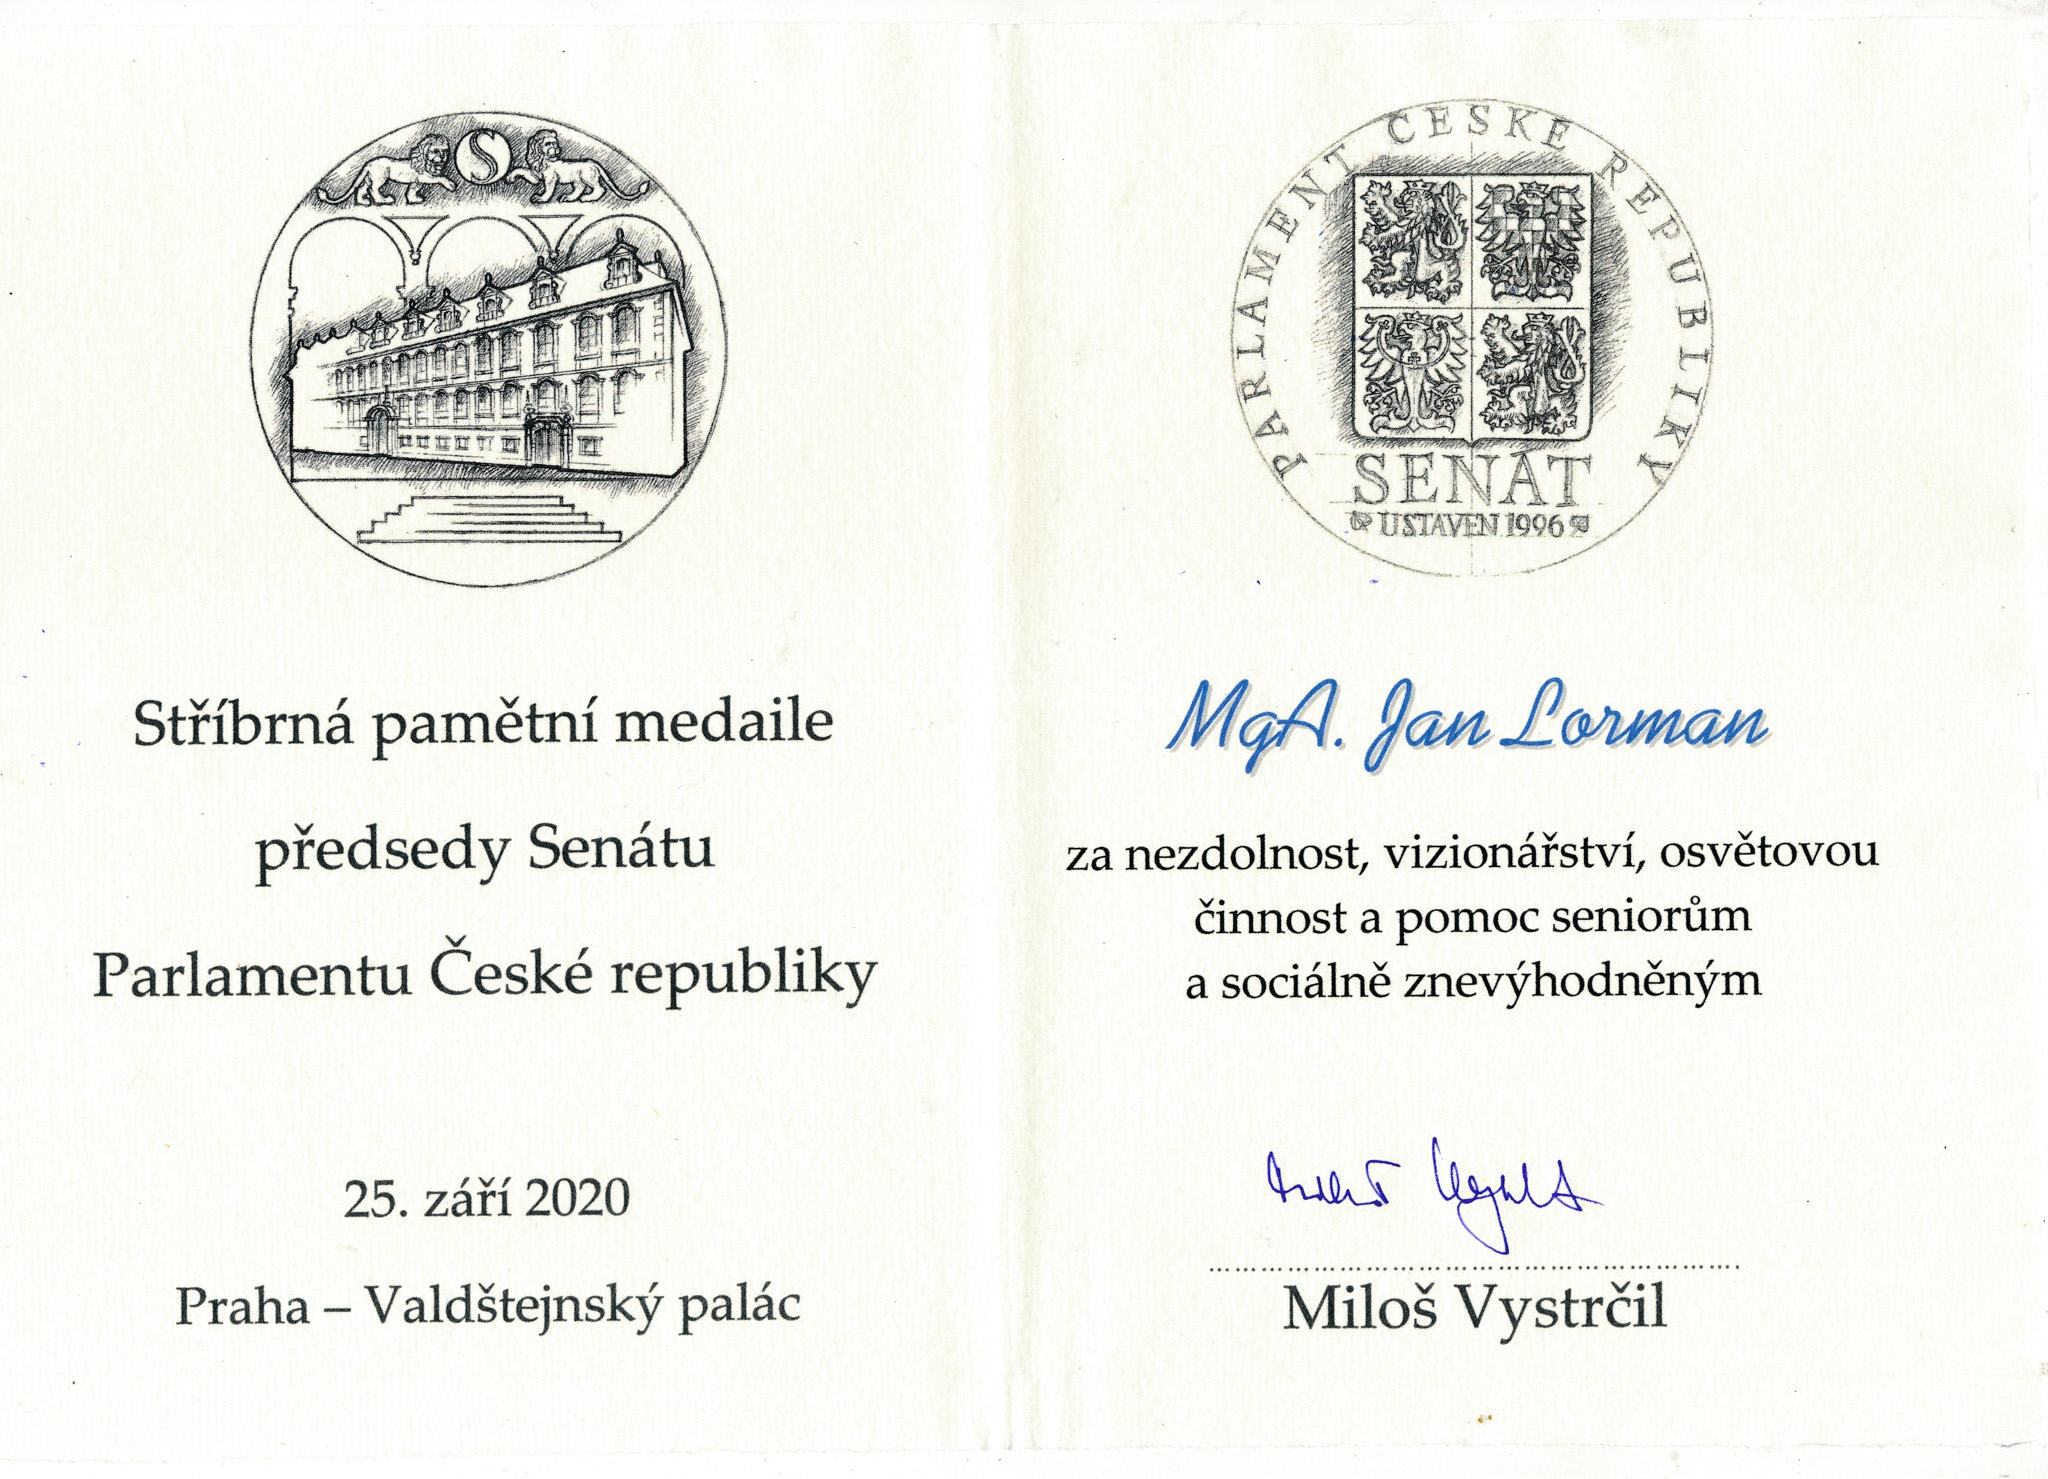 S
Stříbrná pamětní medaile
předsedy Senátu
Parlamentu České republiky
25. září 2020
Praha – Valdštejnský palác
PARLAMENT ČESKÉ REPUBLIKY
SENÁT
USTAVEN 1996
MgA. Jan Lorman
za nezdolnost, vizionářství, osvětovou
činnost a pomoc seniorům
a sociálně znevýhodněným
Miloš Vystrčil